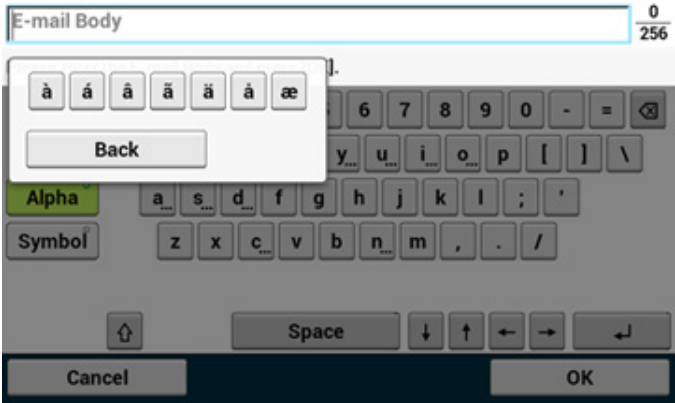 E-mail Body
0
256
].
à á â ã ä å æ
6 7 8 9 0 - =
Back
y... u... i... o... p [ ] \
Alpha
a... s... d... f g h j k l ; '
Symbol
z x c... v b n... m , . /
Space ↓ ↑ ← →
Cancel OK